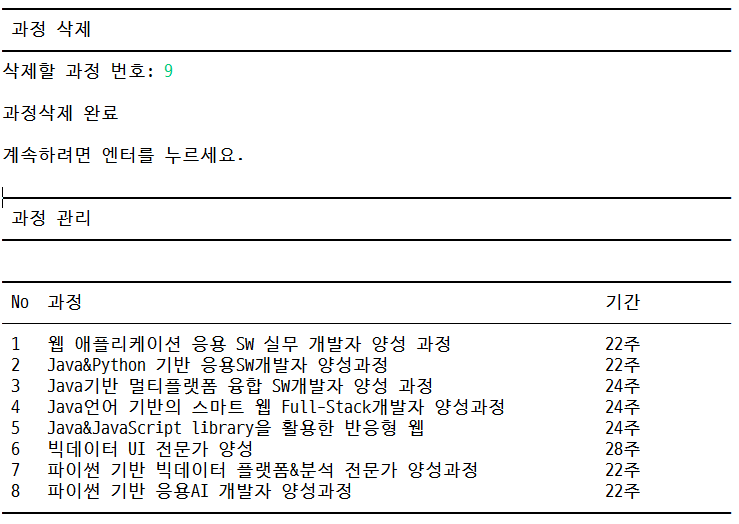 과정 삭제
삭제할 과정 번호: 9
과정삭제 완료
계속하려면 엔터를 누르세요.
과정 관리
No 과정 기간
1 웹 애플리케이션 응용 SW 실무 개발자 양성 과정 22주
2 Java&Python 기반 응용SW개발자 양성과정 22주
3 Java기반 멀티플랫폼 융합 SW개발자 양성 과정 24주
4 Java언어 기반의 스마트 웹 Full-Stack개발자 양성과정 24주
5 Java&JavaScript library을 활용한 반응형 웹 24주
6 빅데이터 UI 전문가 양성 28주
7 파이썬 기반 빅데이터 플랫폼&분석 전문가 양성과정 22주
8 파이썬 기반 응용AI 개발자 양성과정 22주